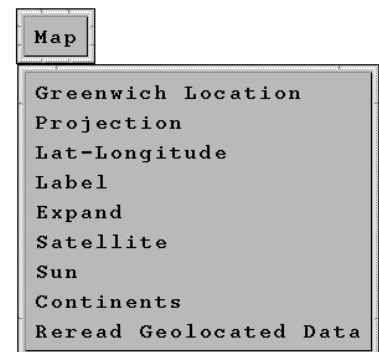 Map
Greenwich Location
Projection
Lat-Longitude
Label
Expand
Satellite
Sun
Continents
Reread Geolocated Data